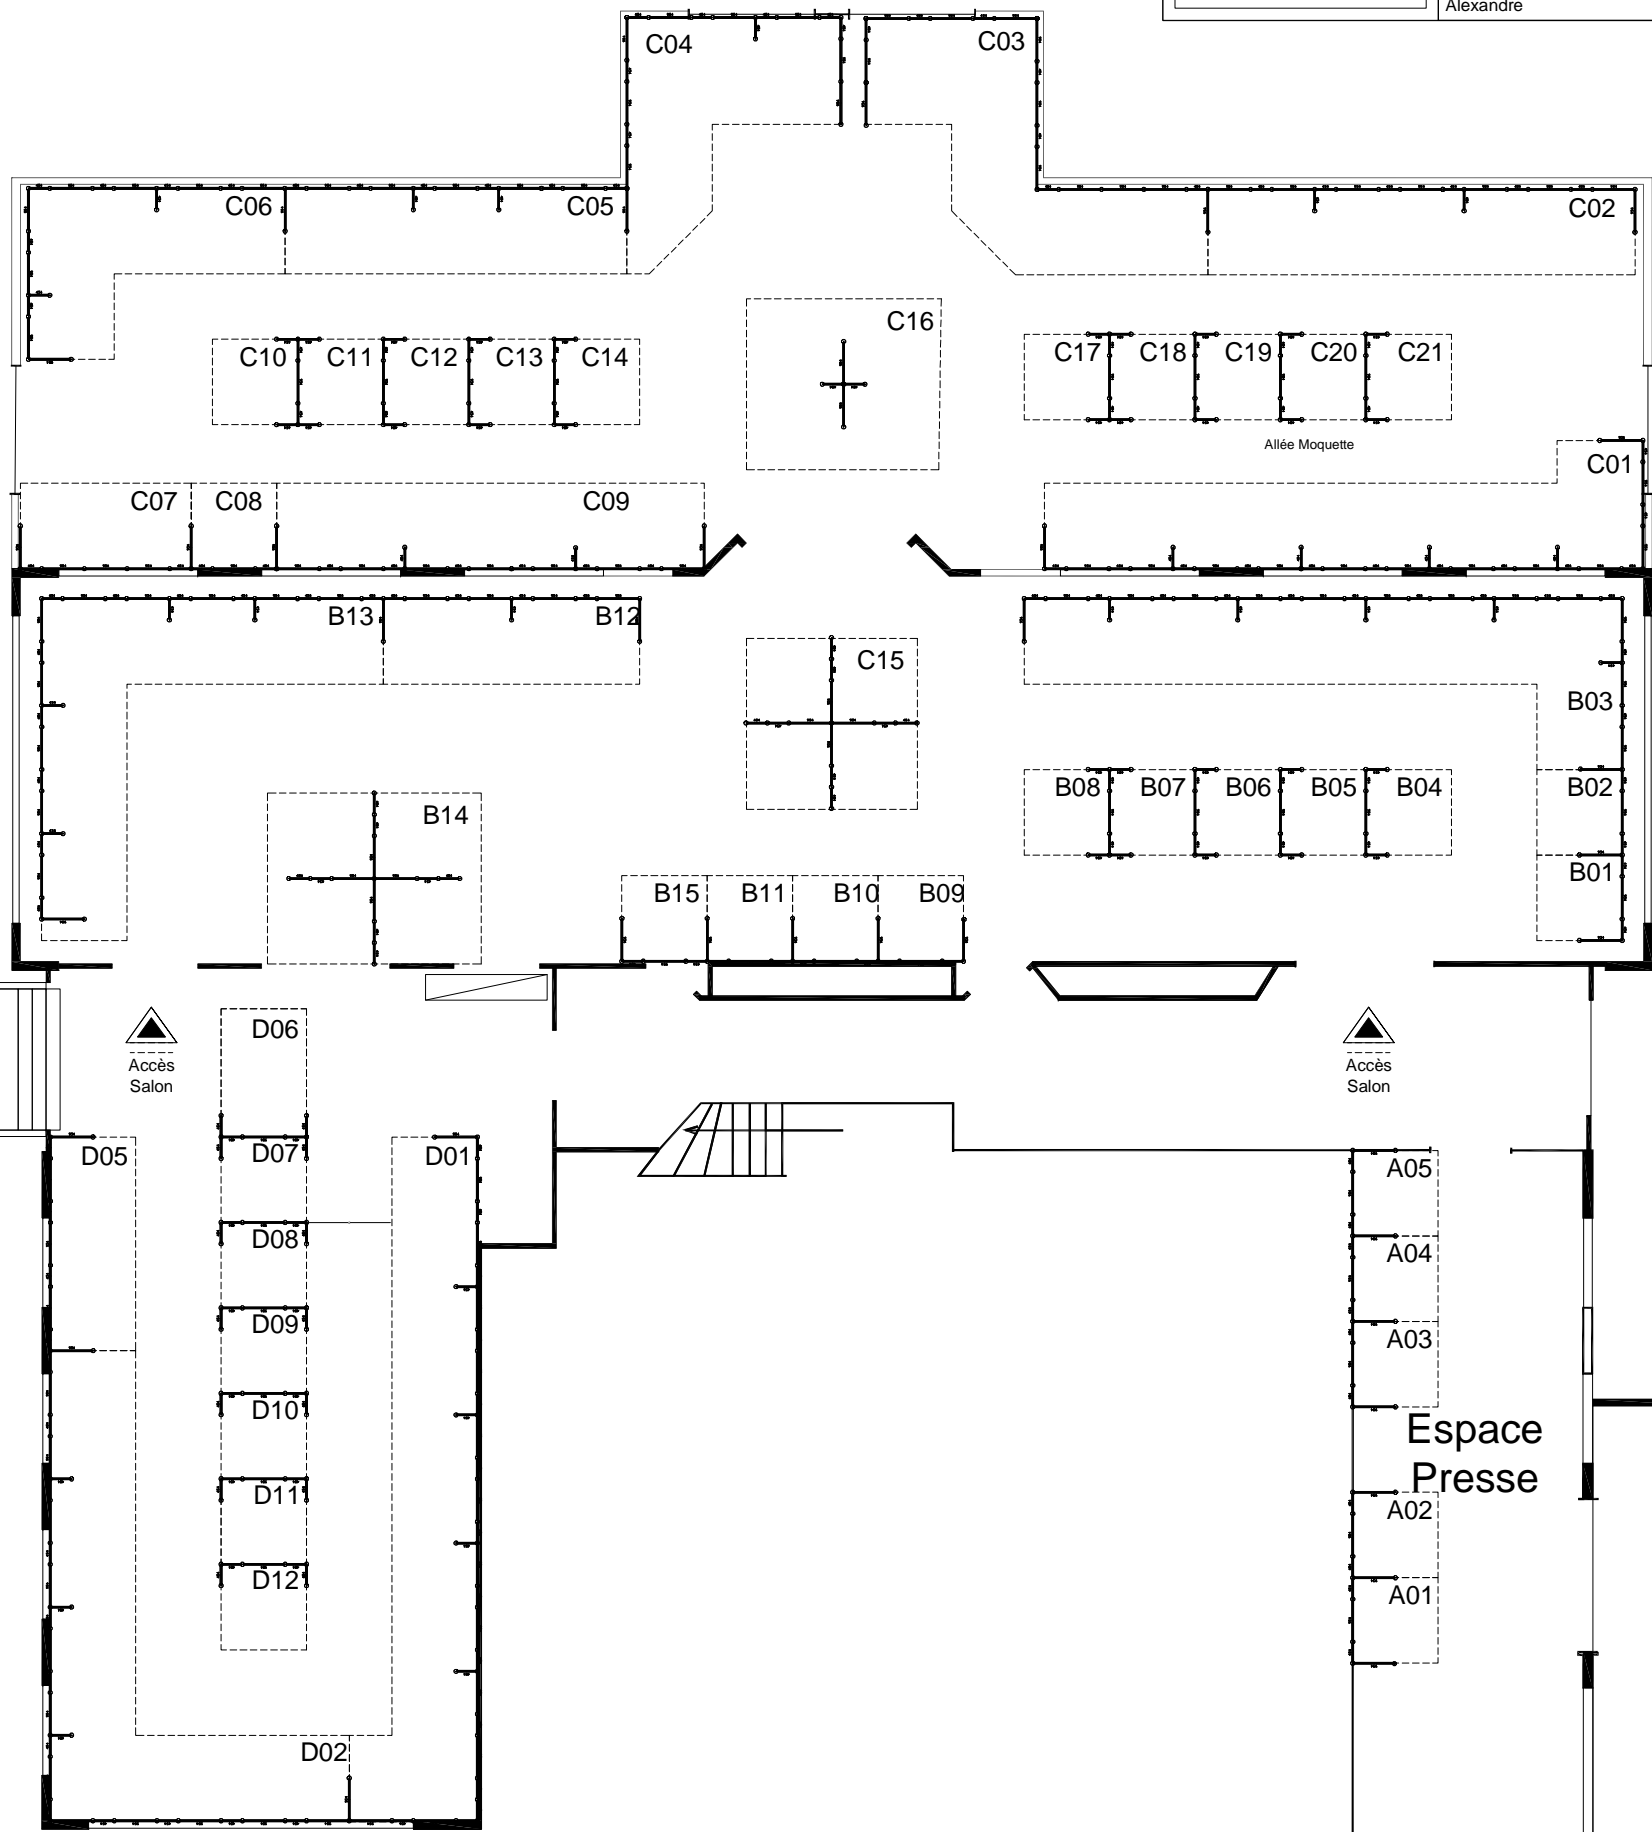 Alexandre
C04
C03
C06
C05
C02
C16
C10
C11
C12
C13
C14
C17
C18
C19
C20
C21
Allée Moquette
C01
C07
C08
C09
B13
B12
C15
B03
B14
B08
B07
B06
B05
B04
B02
B15
B11
B10
B09
B01
D06
Accès
Salon
Accès
Salon
D05
D07
D01
A05
D08
A04
D09
A03
D10
Espace
Presse
D11
A02
D12
A01
D02